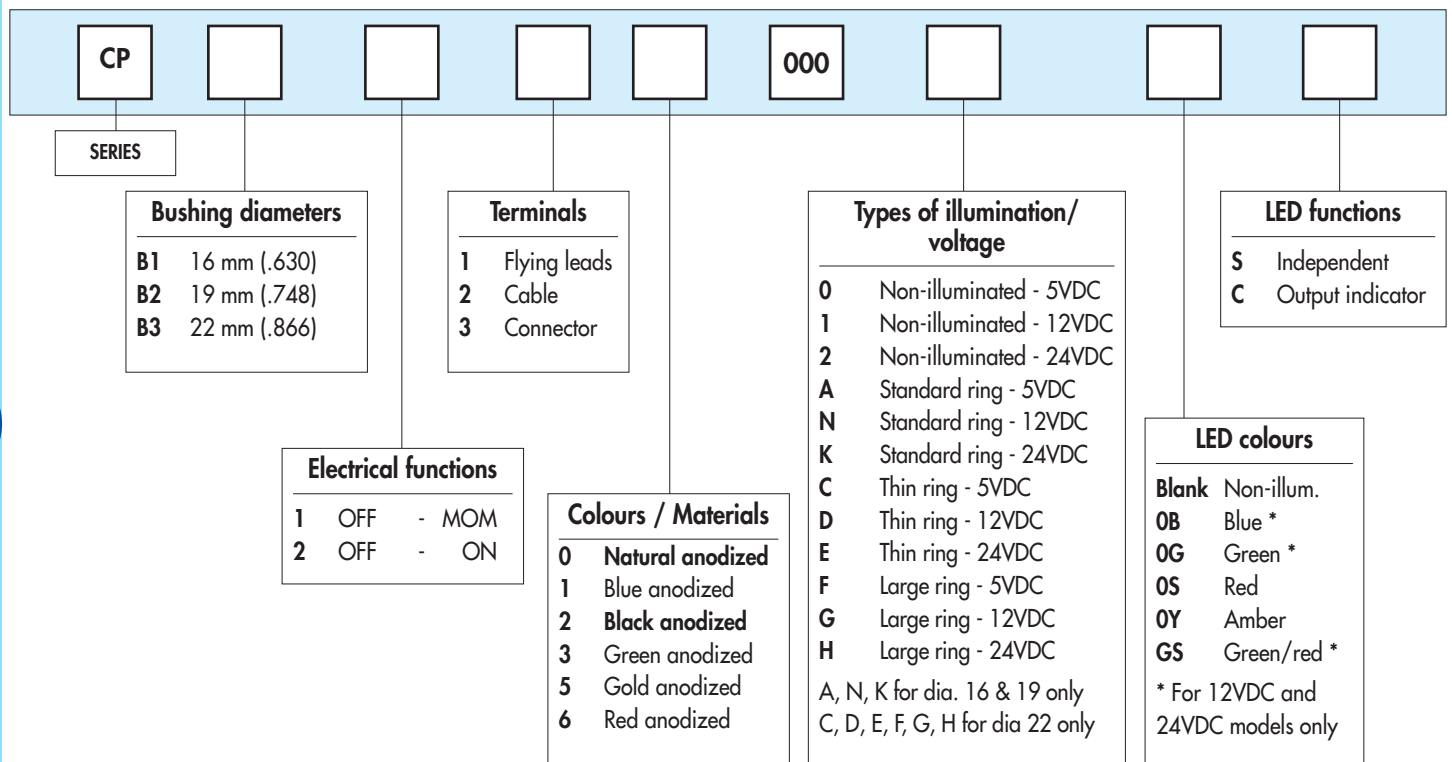 CP 000
SERIES
Bushing diameters
B1 16 mm (.630)
B2 19 mm (.748)
B3 22 mm (.866)
Terminals
1 Flying leads
2 Cable
3 Connector
Types of illumination/
voltage
0 Non-illuminated - 5VDC
1 Non-illuminated - 12VDC
2 Non-illuminated - 24VDC
A Standard ring - 5VDC
N Standard ring - 12VDC
K Standard ring - 24VDC
C Thin ring - 5VDC
D Thin ring - 12VDC
E Thin ring - 24VDC
F Large ring - 5VDC
G Large ring - 12VDC
H Large ring - 24VDC
A, N, K for dia. 16 & 19 only
C, D, E, F, G, H for dia 22 only
LED functions
S Independent
C Output indicator
Electrical functions
1 OFF - MOM
2 OFF - ON
Colours / Materials
0 Natural anodized
1 Blue anodized
2 Black anodized
3 Green anodized
5 Gold anodized
6 Red anodized
LED colours
Blank Non-illum.
0B Blue *
0G Green *
0S Red
0Y Amber
GS Green/red *
* For 12VDC and
24VDC models only